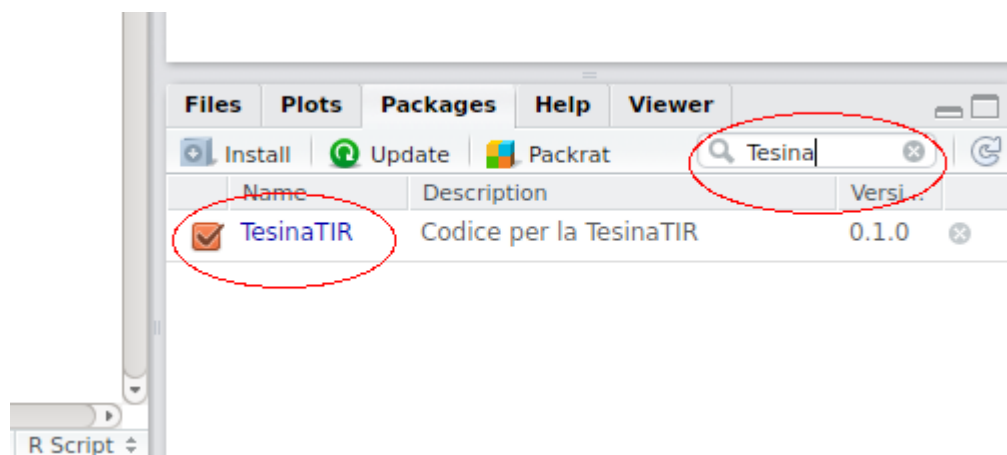 Files Plots Packages Help Viewer
Install Update Packrat Tesina
Name Description Versi...
TesinaTIR Codice per la TesinaTIR 0.1.0
R Script